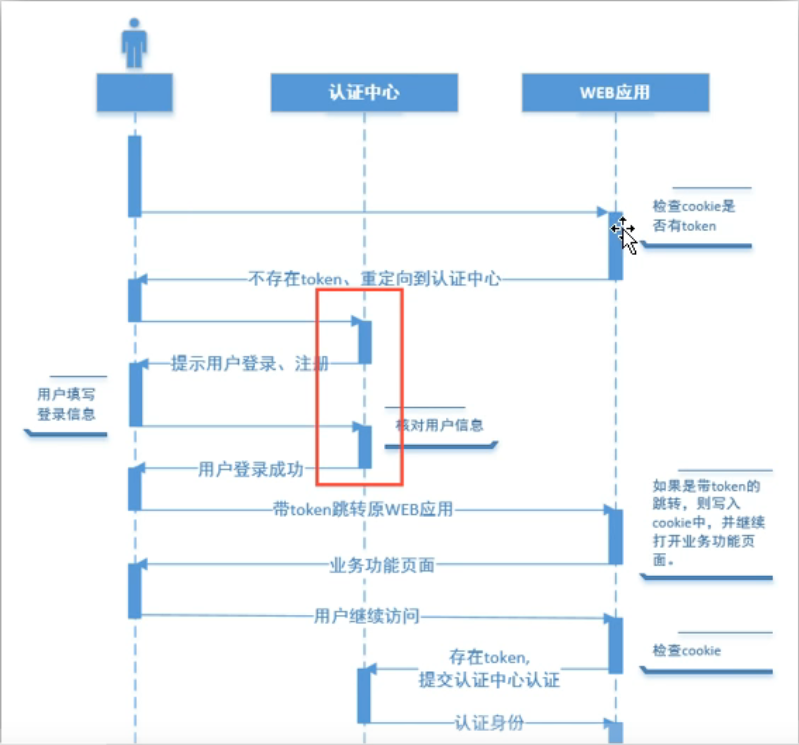 认证中心
WEB应用
检查cookie是
否有token
不存在token、重定向到认证中心
提示用户登录、注册
用户填写
登录信息
核对用户信息
用户登录成功
带token跳转原WEB应用
如果是带token的
跳转，则写入
cookie中，并继续
打开业务功能页
面。
业务功能页面
用户继续访问
检查cookie
存在token,
提交认证中心认证
认证身份